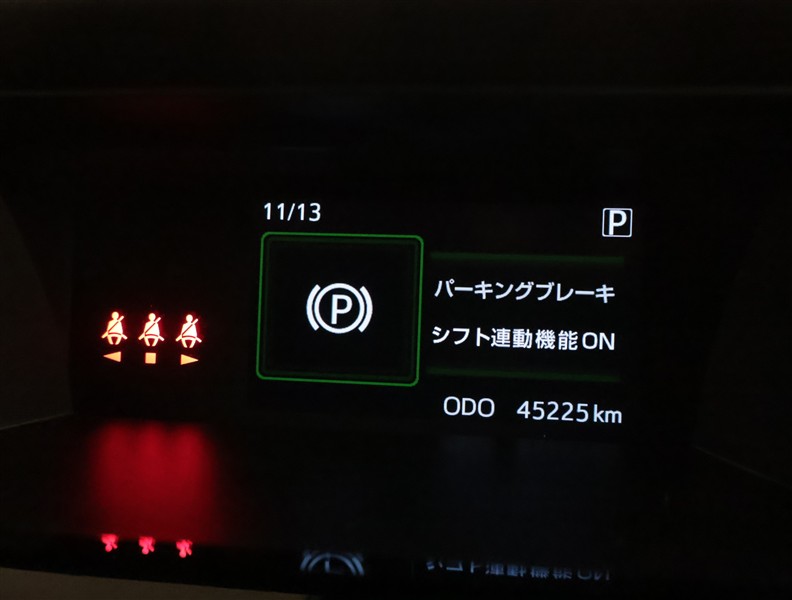 11/13
P
P
パーキングブレーキ
シフト連動機能ON
ODO 45225km